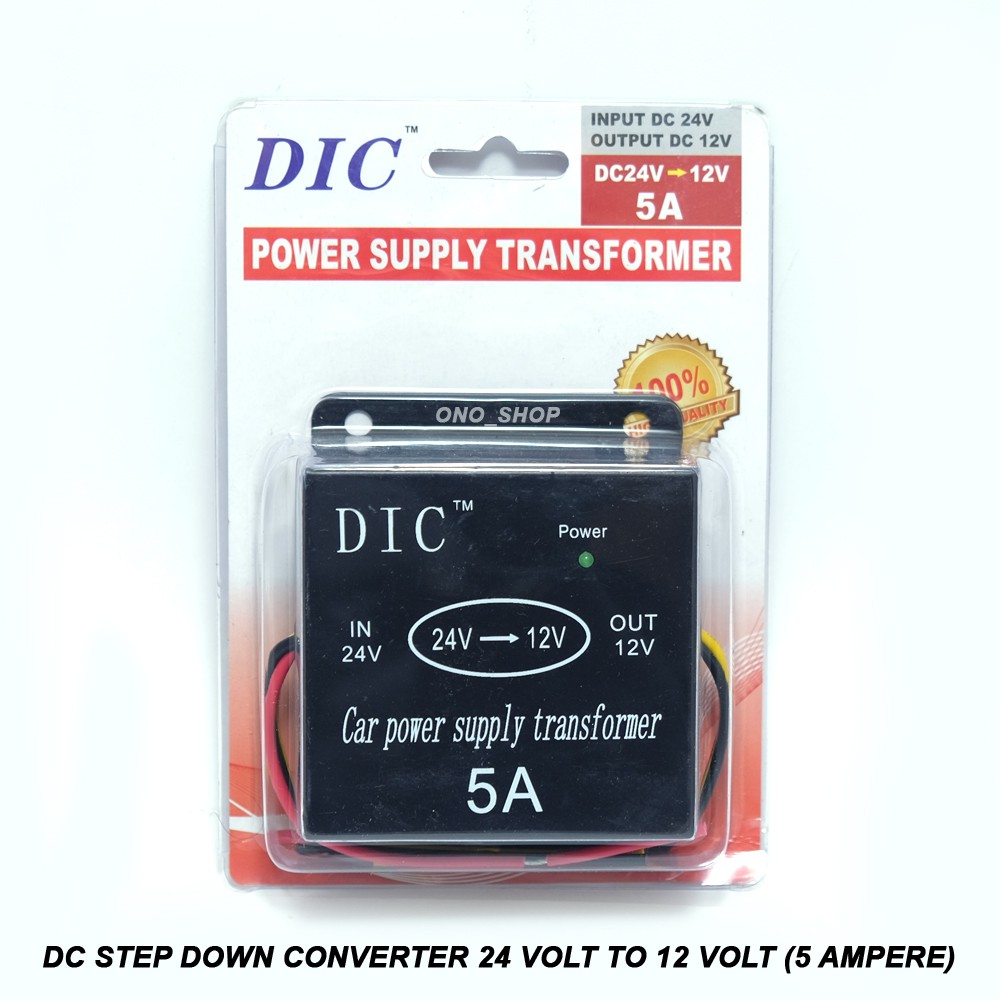 DIC™
INPUT DC 24V
OUTPUT DC 12V
DC24V → 12V
5A
POWER SUPPLY TRANSFORMER
100%
QUALITY
ONO_SHOP
DIC™
Power
IN
24V
24V → 12V
OUT
12V
Car power supply transformer
5A
DC STEP DOWN CONVERTER 24 VOLT TO 12 VOLT (5 AMPERE)